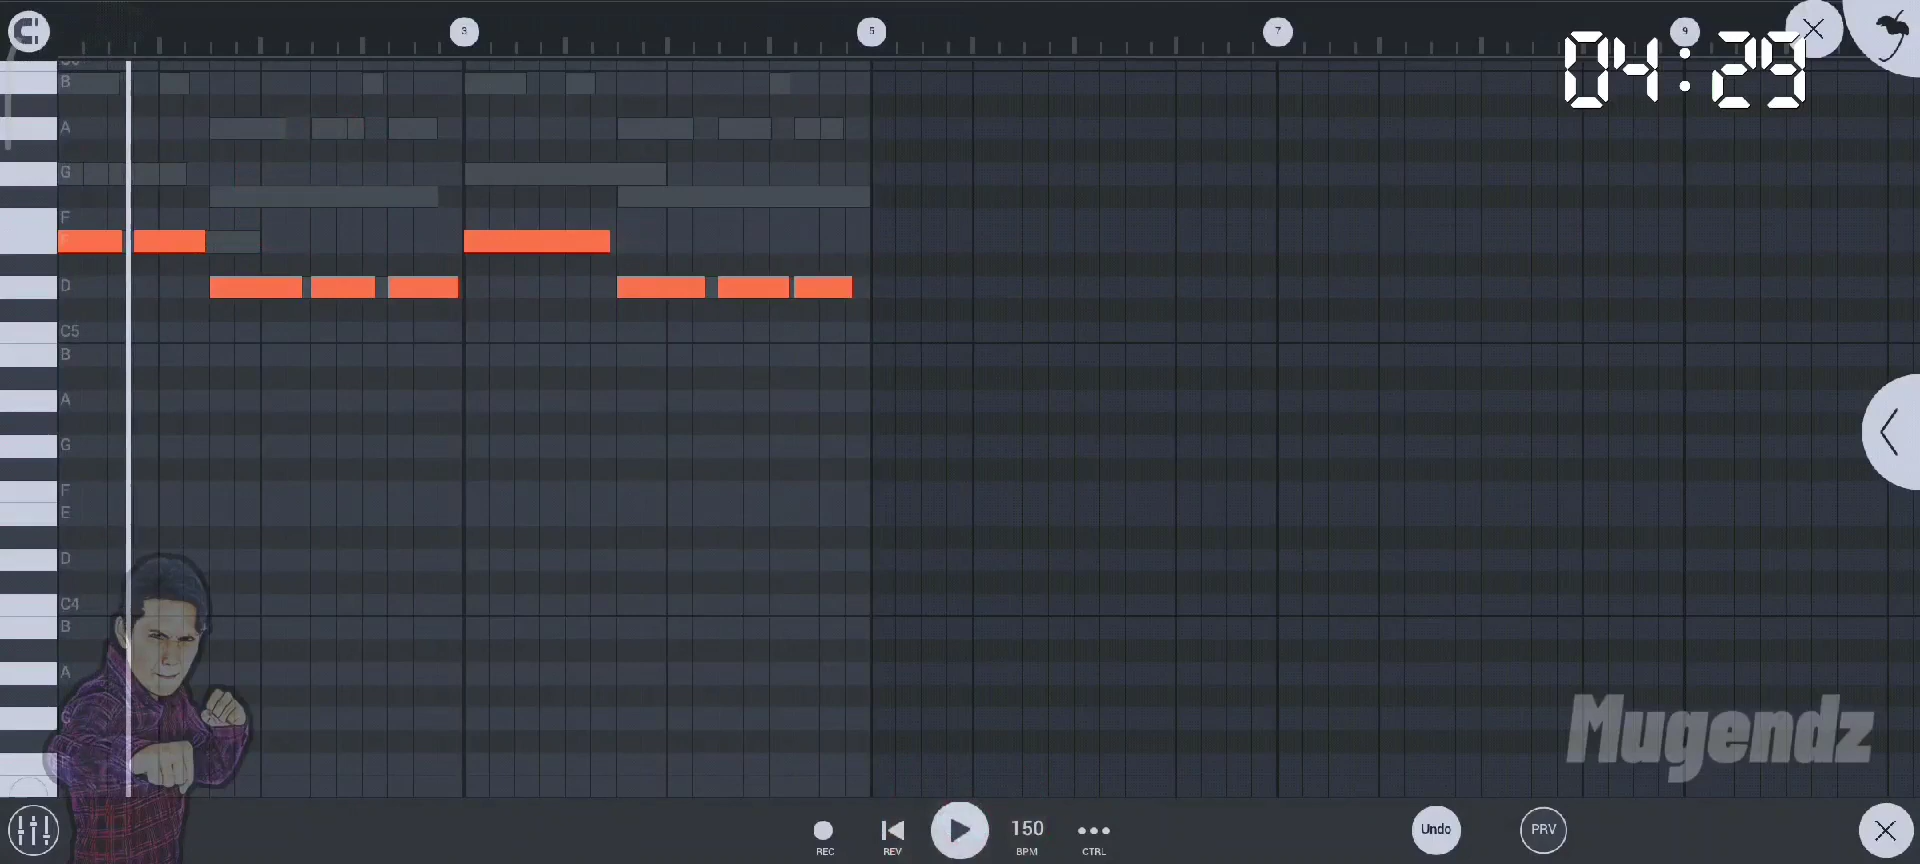 3 5 7 9
04:29
B
A
G
F
E
D
C5
B
A
G
F
E
D
C4
B
A
G
Mugendz
150
Undo
PRV
REC REV BPM CTRL